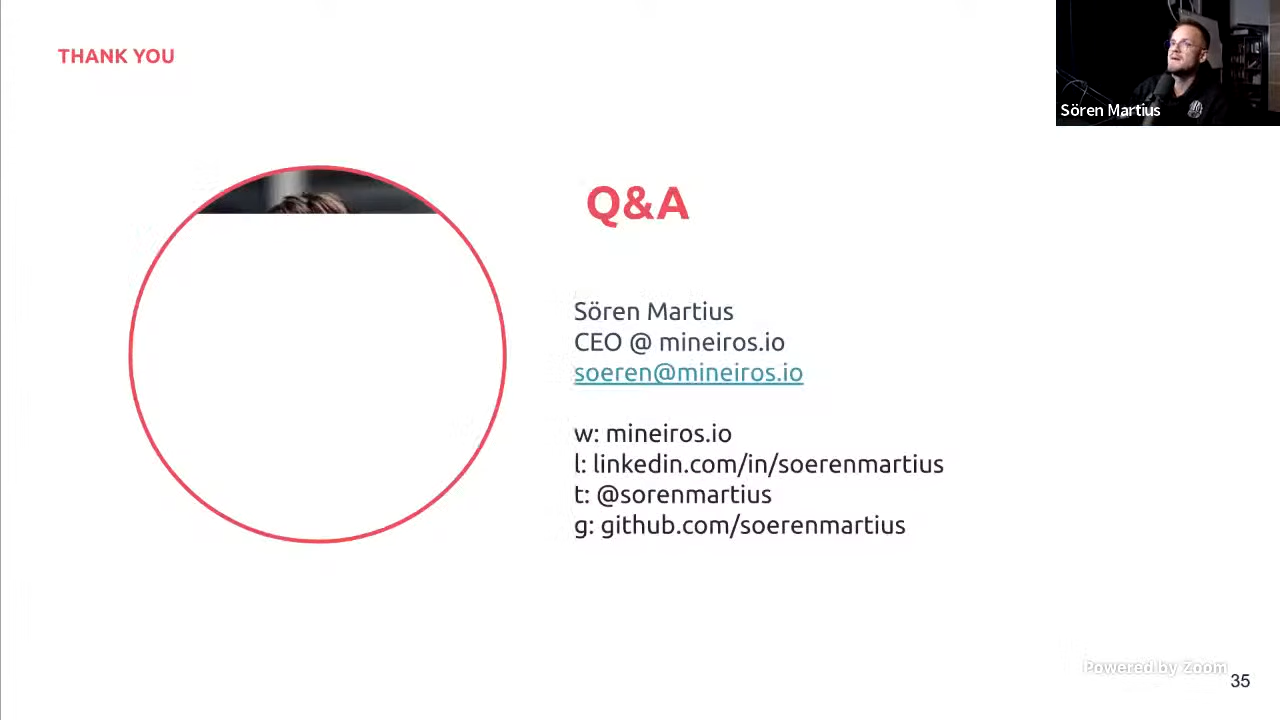 THANK YOU
Sören Martius
Q&A
Sören Martius
CEO @ mineiros.io
soeren@mineiros.io
w: mineiros.io
l: linkedin.com/in/soerenmartius
t: @sorenmartius
g: github.com/soerenmartius
Powered by Zoom
35